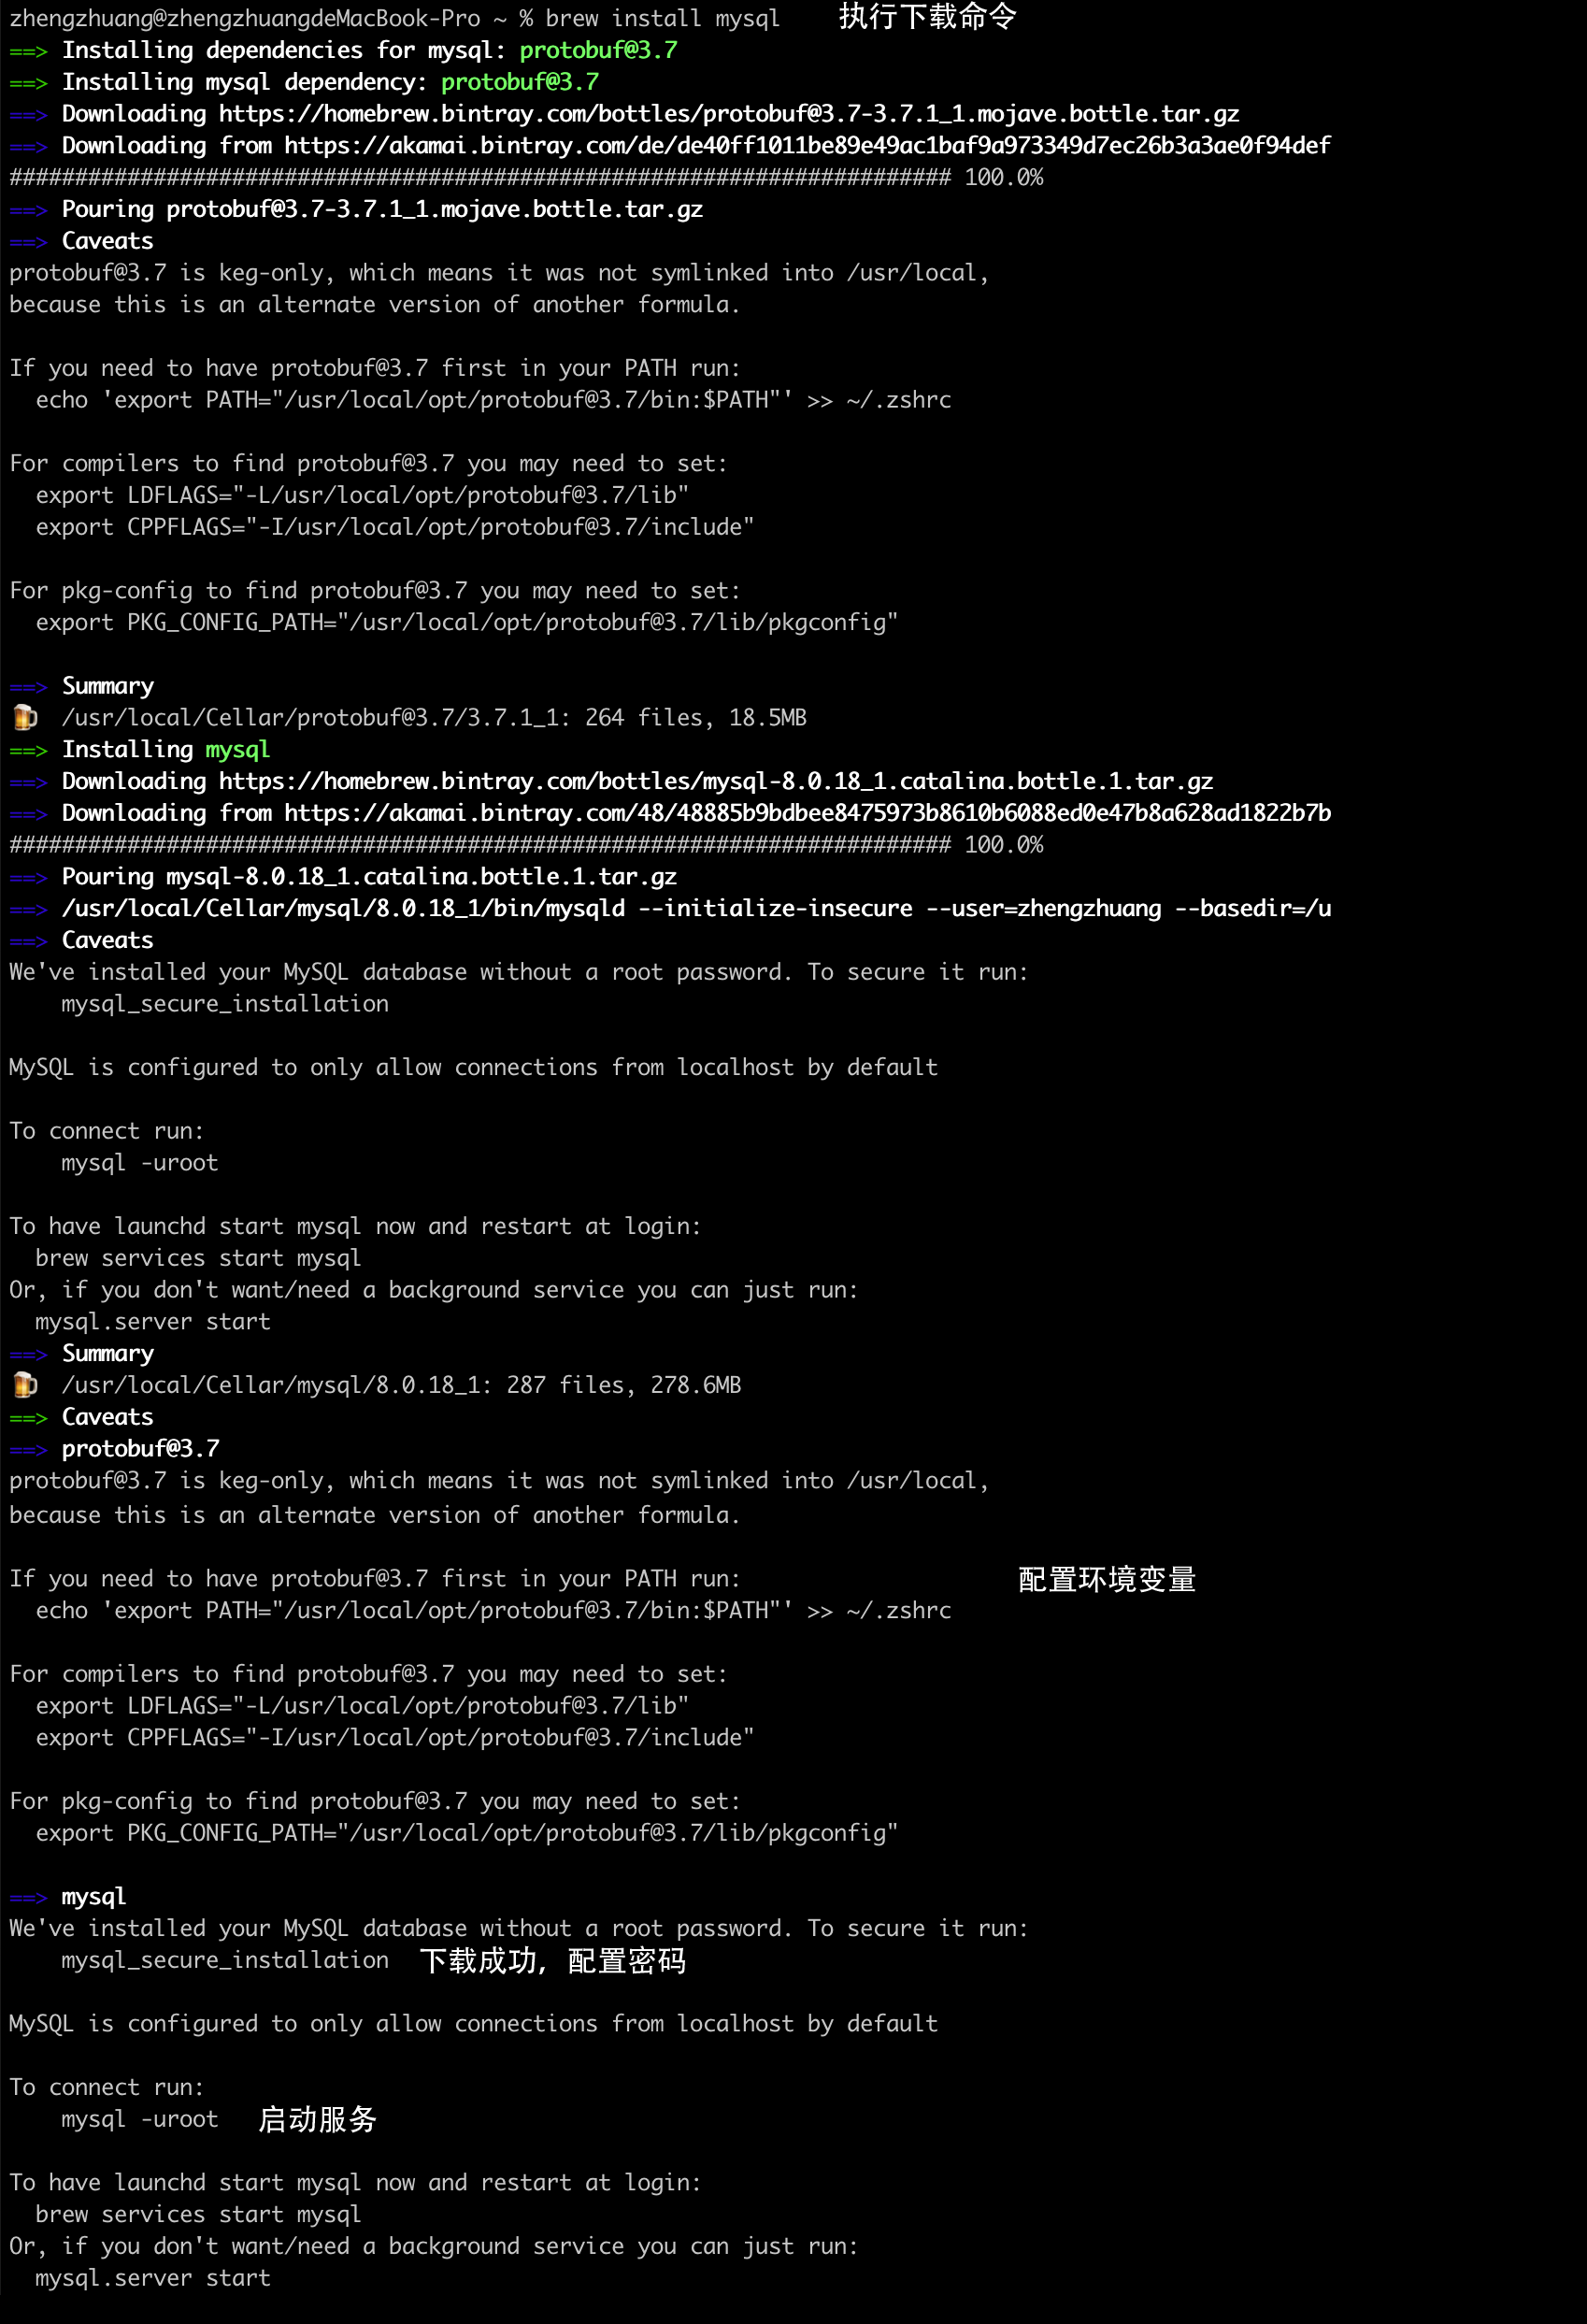 zhengzhuang@zhengzhuangdeMacBook-Pro ~ % brew install mysql 执行下载命令
==> Installing dependencies for mysql: protobuf@3.7
==> Installing mysql dependency: protobuf@3.7
==> Downloading https://homebrew.bintray.com/bottles/protobuf@3.7-3.7.1_1.mojave.bottle.tar.gz
==> Downloading from https://akamai.bintray.com/de/de40ff1011be89e49ac1baf9a973349d7ec26b3a3ae0f94def
######################################################################## 100.0%
==> Pouring protobuf@3.7-3.7.1_1.mojave.bottle.tar.gz
==> Caveats
protobuf@3.7 is keg-only, which means it was not symlinked into /usr/local,
because this is an alternate version of another formula.

If you need to have protobuf@3.7 first in your PATH run:
  echo 'export PATH="/usr/local/opt/protobuf@3.7/bin:$PATH"' >> ~/.zshrc

For compilers to find protobuf@3.7 you may need to set:
  export LDFLAGS="-L/usr/local/opt/protobuf@3.7/lib"
  export CPPFLAGS="-I/usr/local/opt/protobuf@3.7/include"

For pkg-config to find protobuf@3.7 you may need to set:
  export PKG_CONFIG_PATH="/usr/local/opt/protobuf@3.7/lib/pkgconfig"

==> Summary
🍺  /usr/local/Cellar/protobuf@3.7/3.7.1_1: 264 files, 18.5MB
==> Installing mysql
==> Downloading https://homebrew.bintray.com/bottles/mysql-8.0.18_1.catalina.bottle.1.tar.gz
==> Downloading from https://akamai.bintray.com/48/48885b9bdbee8475973b8610b6088ed0e47b8a628ad1822b7b
######################################################################## 100.0%
==> Pouring mysql-8.0.18_1.catalina.bottle.1.tar.gz
==> /usr/local/Cellar/mysql/8.0.18_1/bin/mysqld --initialize-insecure --user=zhengzhuang --basedir=/u
==> Caveats
We've installed your MySQL database without a root password. To secure it run:
    mysql_secure_installation

MySQL is configured to only allow connections from localhost by default

To connect run:
    mysql -uroot

To have launchd start mysql now and restart at login:
  brew services start mysql
Or, if you don't want/need a background service you can just run:
  mysql.server start
==> Summary
🍺  /usr/local/Cellar/mysql/8.0.18_1: 287 files, 278.6MB
==> Caveats
==> protobuf@3.7
protobuf@3.7 is keg-only, which means it was not symlinked into /usr/local,
because this is an alternate version of another formula.

If you need to have protobuf@3.7 first in your PATH run: 配置环境变量
  echo 'export PATH="/usr/local/opt/protobuf@3.7/bin:$PATH"' >> ~/.zshrc

For compilers to find protobuf@3.7 you may need to set:
  export LDFLAGS="-L/usr/local/opt/protobuf@3.7/lib"
  export CPPFLAGS="-I/usr/local/opt/protobuf@3.7/include"

For pkg-config to find protobuf@3.7 you may need to set:
  export PKG_CONFIG_PATH="/usr/local/opt/protobuf@3.7/lib/pkgconfig"

==> mysql
We've installed your MySQL database without a root password. To secure it run:
    mysql_secure_installation 下载成功，配置密码

MySQL is configured to only allow connections from localhost by default

To connect run:
    mysql -uroot 启动服务

To have launchd start mysql now and restart at login:
  brew services start mysql
Or, if you don't want/need a background service you can just run:
  mysql.server start